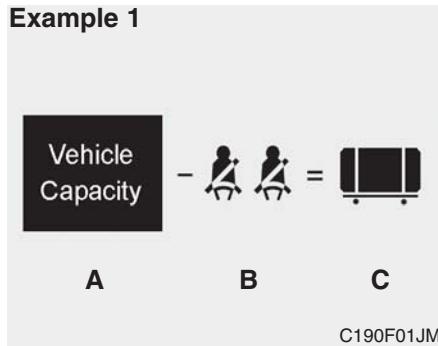 Example 1
Vehicle
Capacity
- =
A B C
C190F01JM